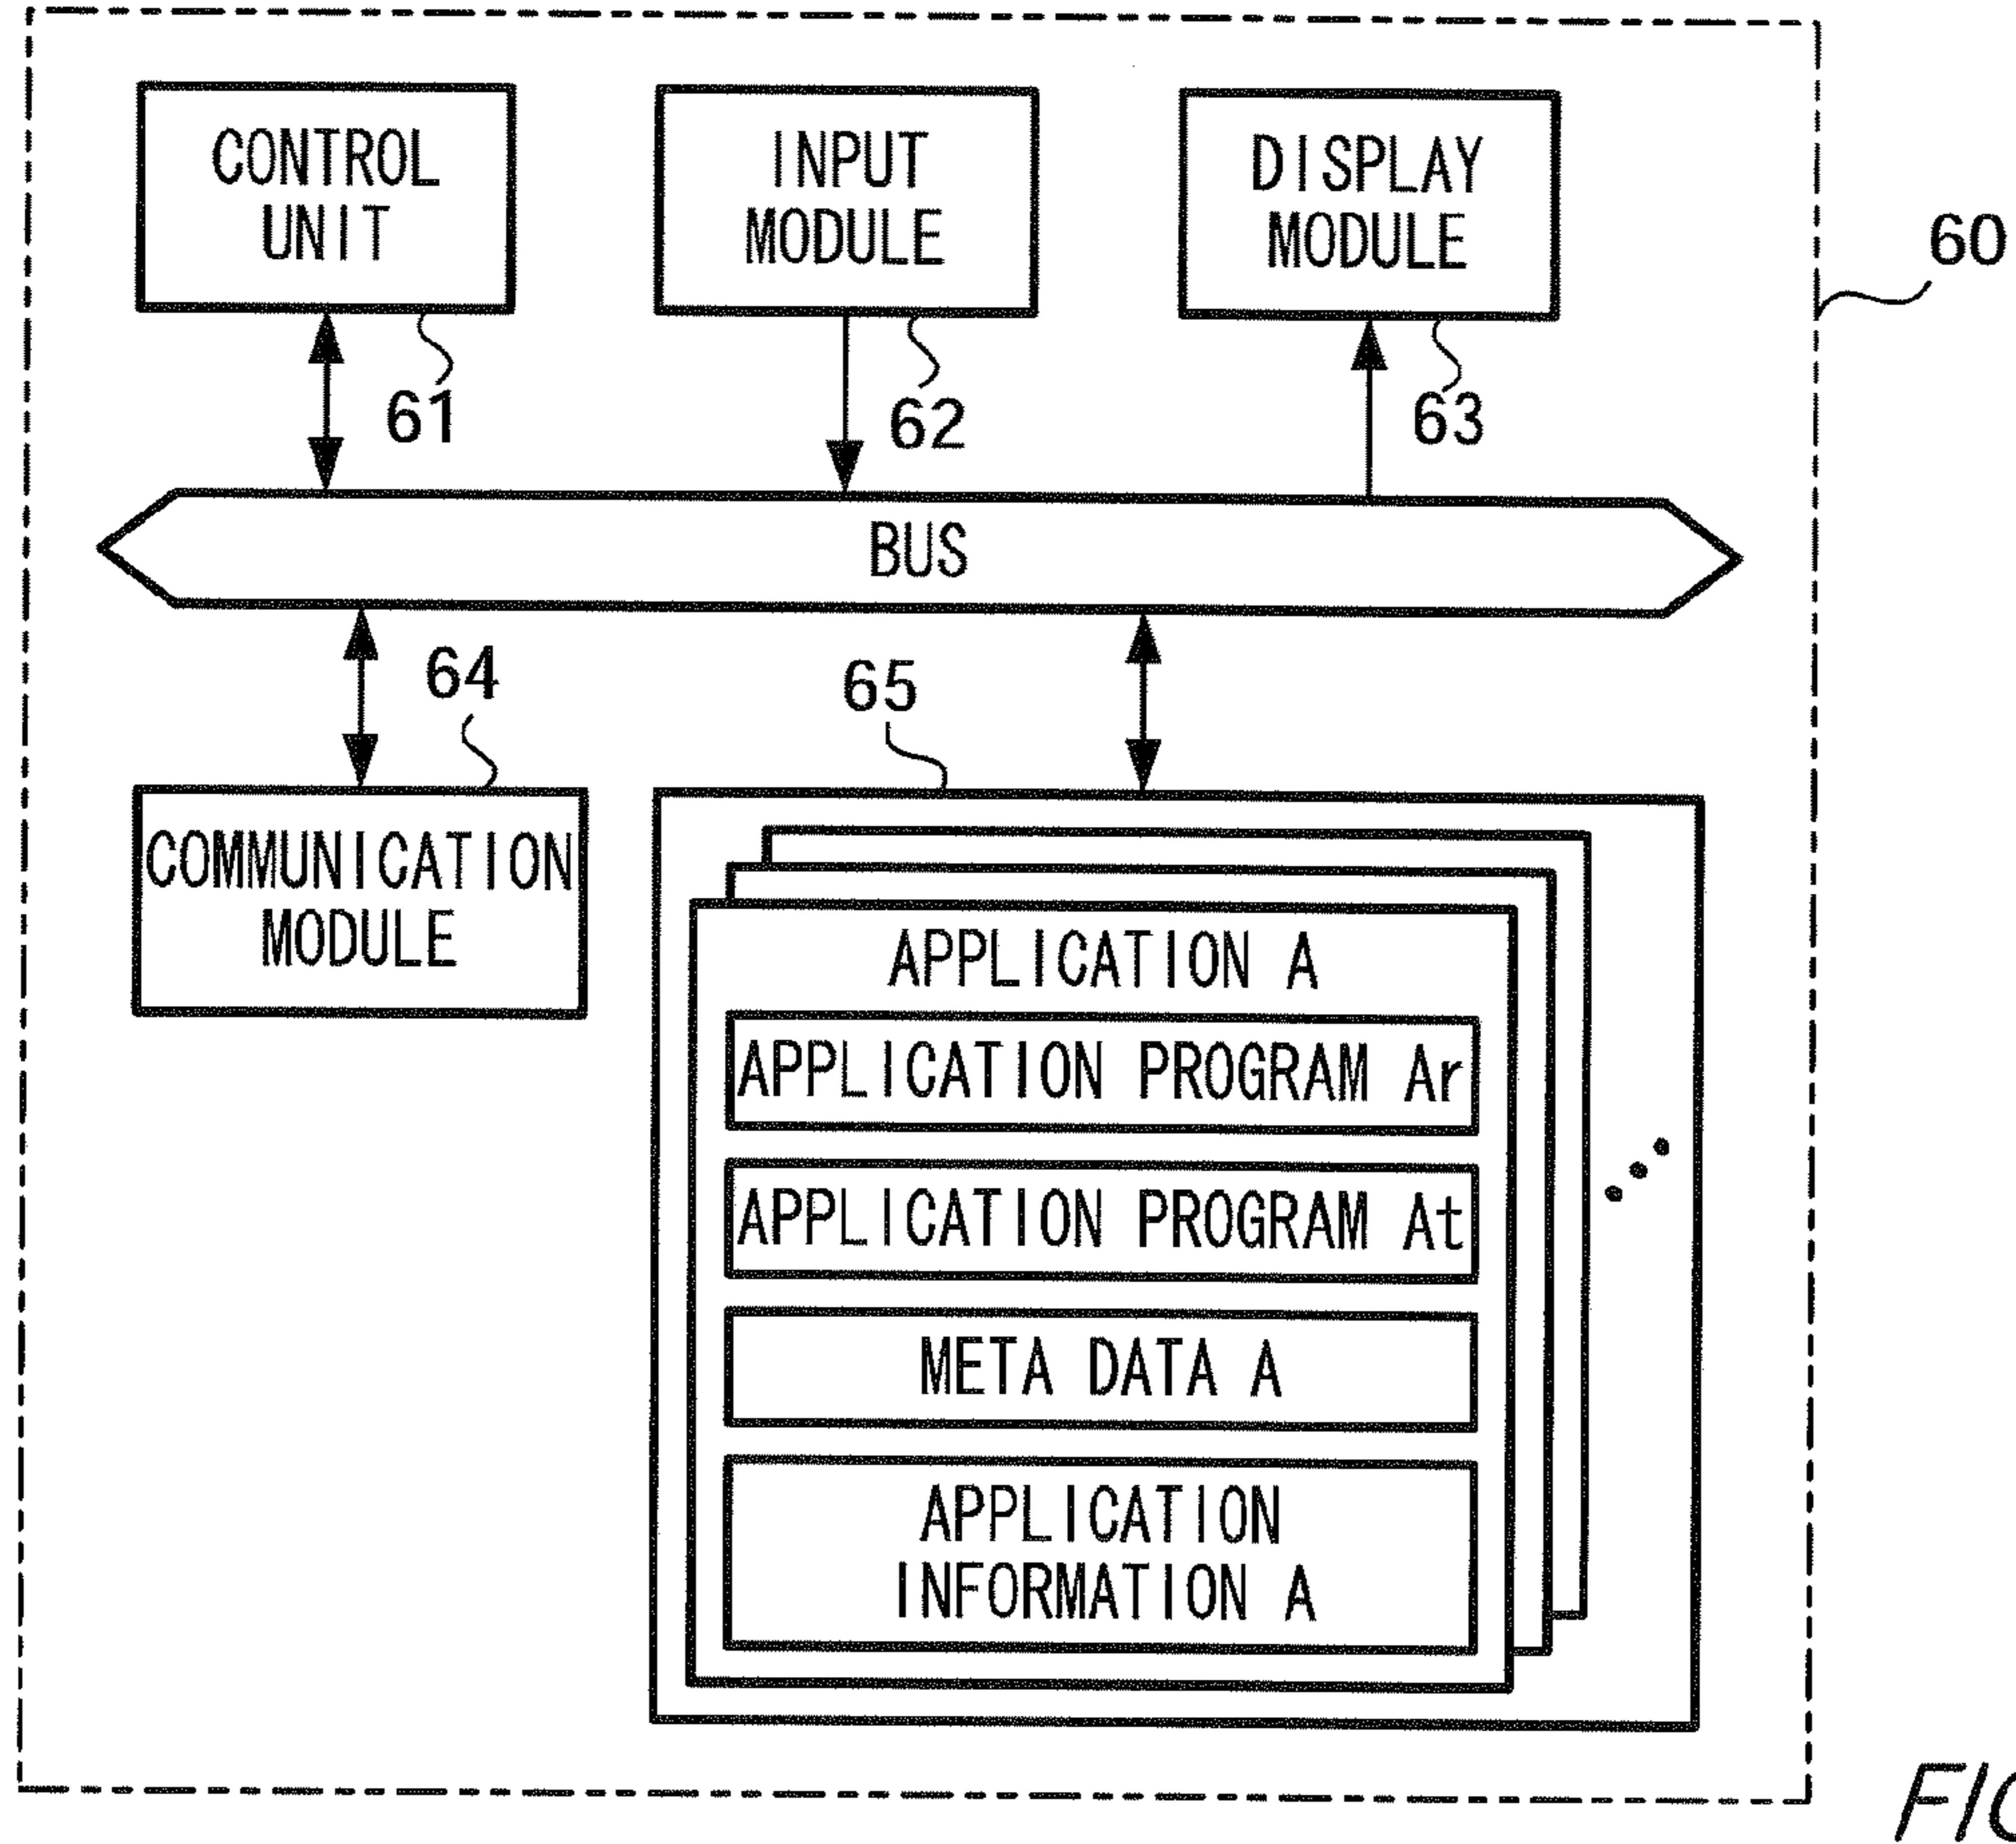 CONTROL
UNIT
INPUT
MODULE
DISPLAY
MODULE
60
61
62
63
BUS
64
65
COMMUNICATION
MODULE
APPLICATION A
APPLICATION PROGRAM Ar
APPLICATION PROGRAM At
META DATA A
APPLICATION
INFORMATION A